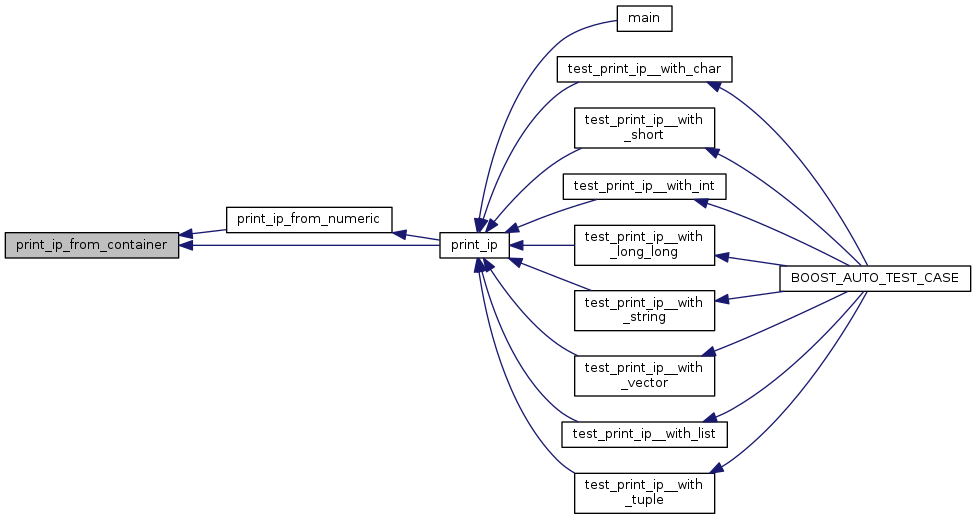 main
test_print_ip__with_char
test_print_ip__with
_short
test_print_ip__with_int
print_ip_from_numeric
print_ip_from_container
print_ip
test_print_ip__with
_long_long
BOOST_AUTO_TEST_CASE
test_print_ip__with
_string
test_print_ip__with
_vector
test_print_ip__with_list
test_print_ip__with
_tuple